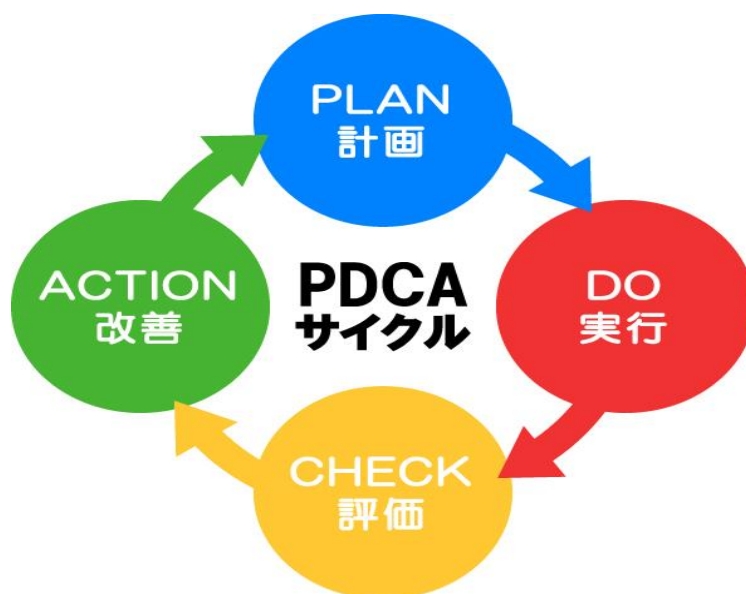 PLAN
計画
DO
実行
CHECK
評価
ACTION
改善
PDCA
サイクル